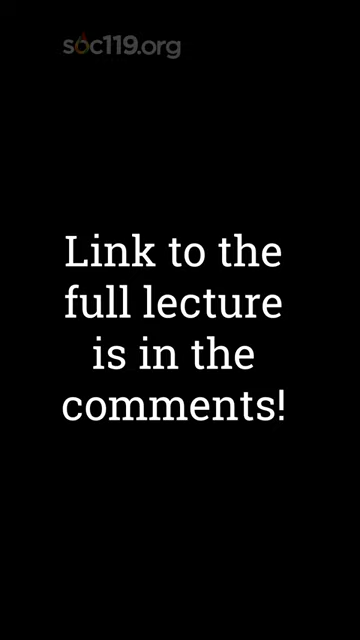 soc119.org
Link to the
full lecture
is in the
comments!